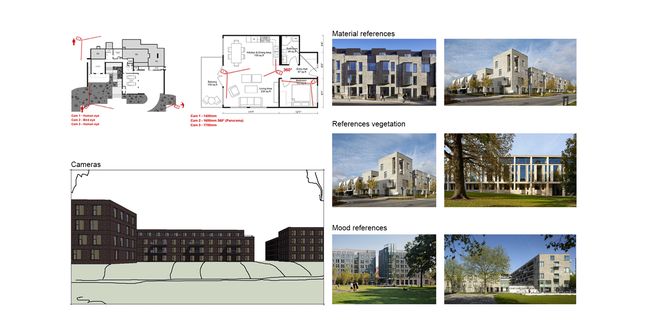 Material references
360°
Kitchen & Dining Area
Living Area
Cam 1 - Human eye
Cam 2 - Bird eye
Cam 3 - Human eye
Cam 1 - 1600mm
Cam 2 - 1600mm 360° (Panorama)
Cam 3 - 1700mm
References vegetation
Cameras
Mood references